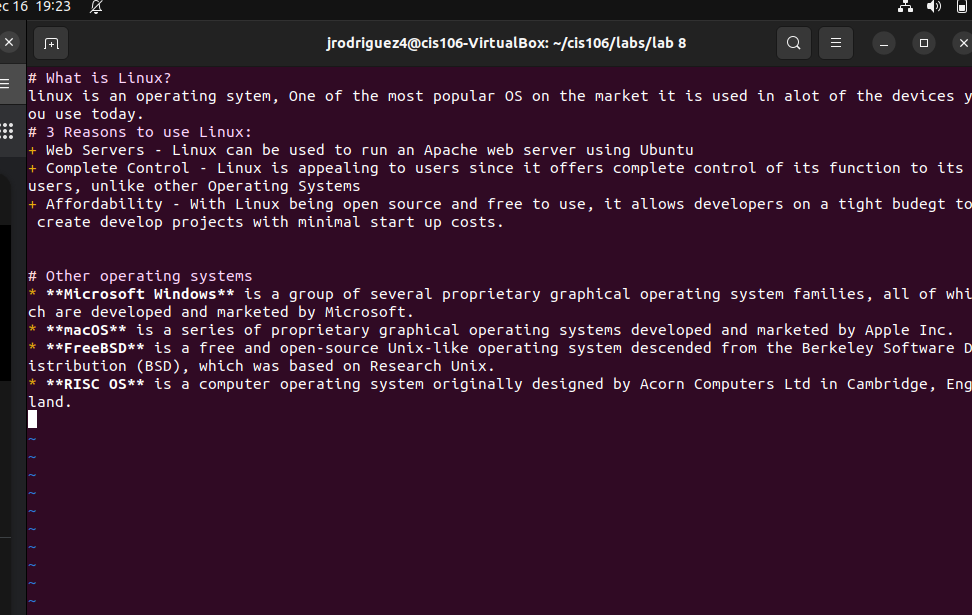 ec 16 19:23
jrodriguez4@cis106-VirtualBox: ~/cis106/labs/lab 8
# What is Linux?
linux is an operating sytem, One of the most popular OS on the market it is used in alot of the devices y
ou use today.
# 3 Reasons to use Linux:
+ Web Servers - Linux can be used to run an Apache web server using Ubuntu
+ Complete Control - Linux is appealing to users since it offers complete control of its function to its
users, unlike other Operating Systems
+ Affordability - With Linux being open source and free to use, it allows developers on a tight budegt to
 create develop projects with minimal start up costs.
# Other operating systems
* **Microsoft Windows** is a group of several proprietary graphical operating system families, all of whi
ch are developed and marketed by Microsoft.
* **macOS** is a series of proprietary graphical operating systems developed and marketed by Apple Inc.
* **FreeBSD** is a free and open-source Unix-like operating system descended from the Berkeley Software D
istribution (BSD), which was based on Research Unix.
* **RISC OS** is a computer operating system originally designed by Acorn Computers Ltd in Cambridge, Eng
land.
~
~
~
~
~
~
~
~
~
~